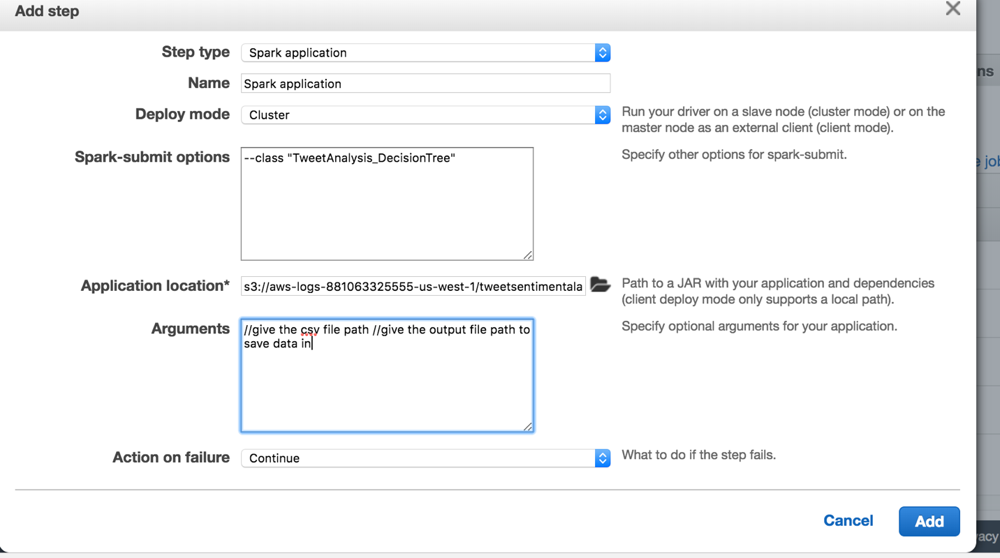 Add step
Step type
Spark application
Name
Spark application
Deploy mode
Cluster
Run your driver on a slave node (cluster mode) or on the
master node as an external client (client mode).
Spark-submit options
--class "TweetAnalysis_DecisionTree"
Specify other options for spark-submit.
Application location*
s3://aws-logs-881063325555-us-west-1/tweetsentimentala
Path to a JAR with your application and dependencies
(client deploy mode only supports a local path).
Arguments
//give the csv file path //give the output file path to
save data in
Specify optional arguments for your application.
Action on failure
Continue
What to do if the step fails.
Cancel
Add
ns
e job
vacy